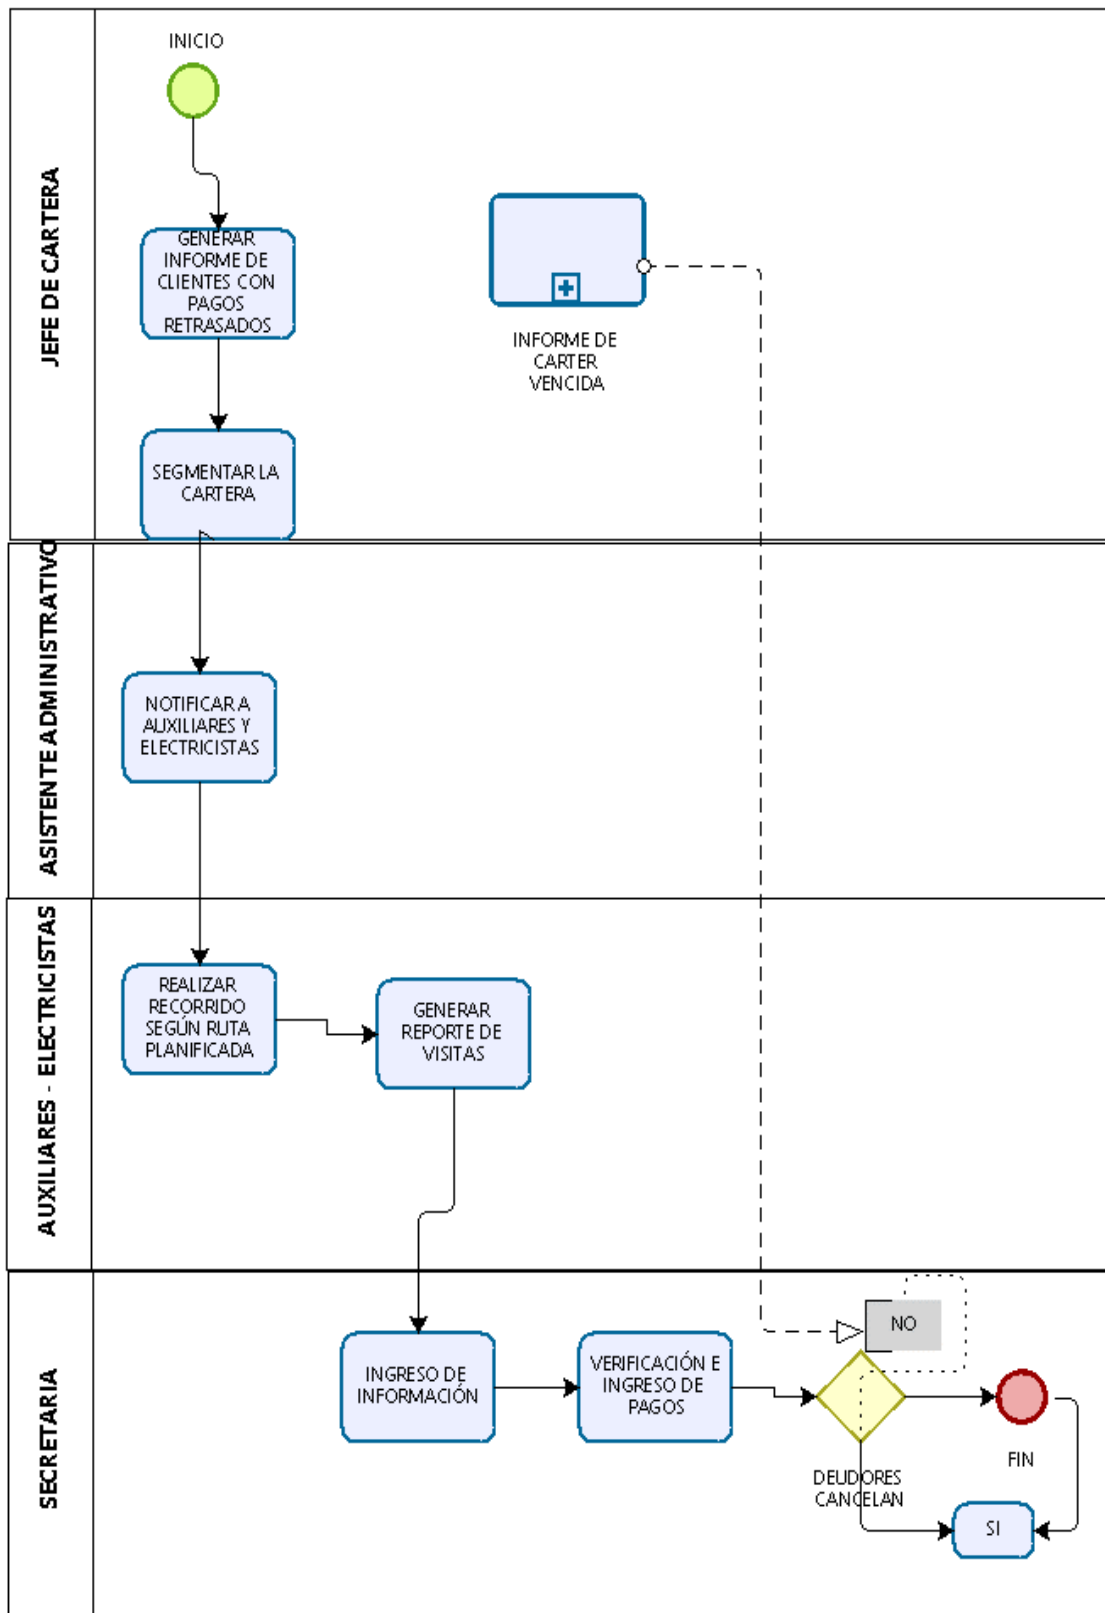 JEFE DE CARTERA
INICIO
GENERAR
INFORME DE
CLIENTES CON
PAGOS
RETRASADOS
INFORME DE
CARTER
VENCIDA
SEGMENTAR LA
CARTERA
ASISTENTE ADMINISTRATIVO
NOTIFICAR A
AUXILIARES Y
ELECTRICISTAS
AUXILIARES - ELECTRICISTAS
REALIZAR
RECORRIDO
SEGÚN RUTA
PLANIFICADA
GENERAR
REPORTE DE
VISITAS
SECRETARIA
INGRESO DE
INFORMACIÓN
VERIFICACIÓN E
INGRESO DE
PAGOS
NO
DEUDORES
CANCELAN
FIN
SI